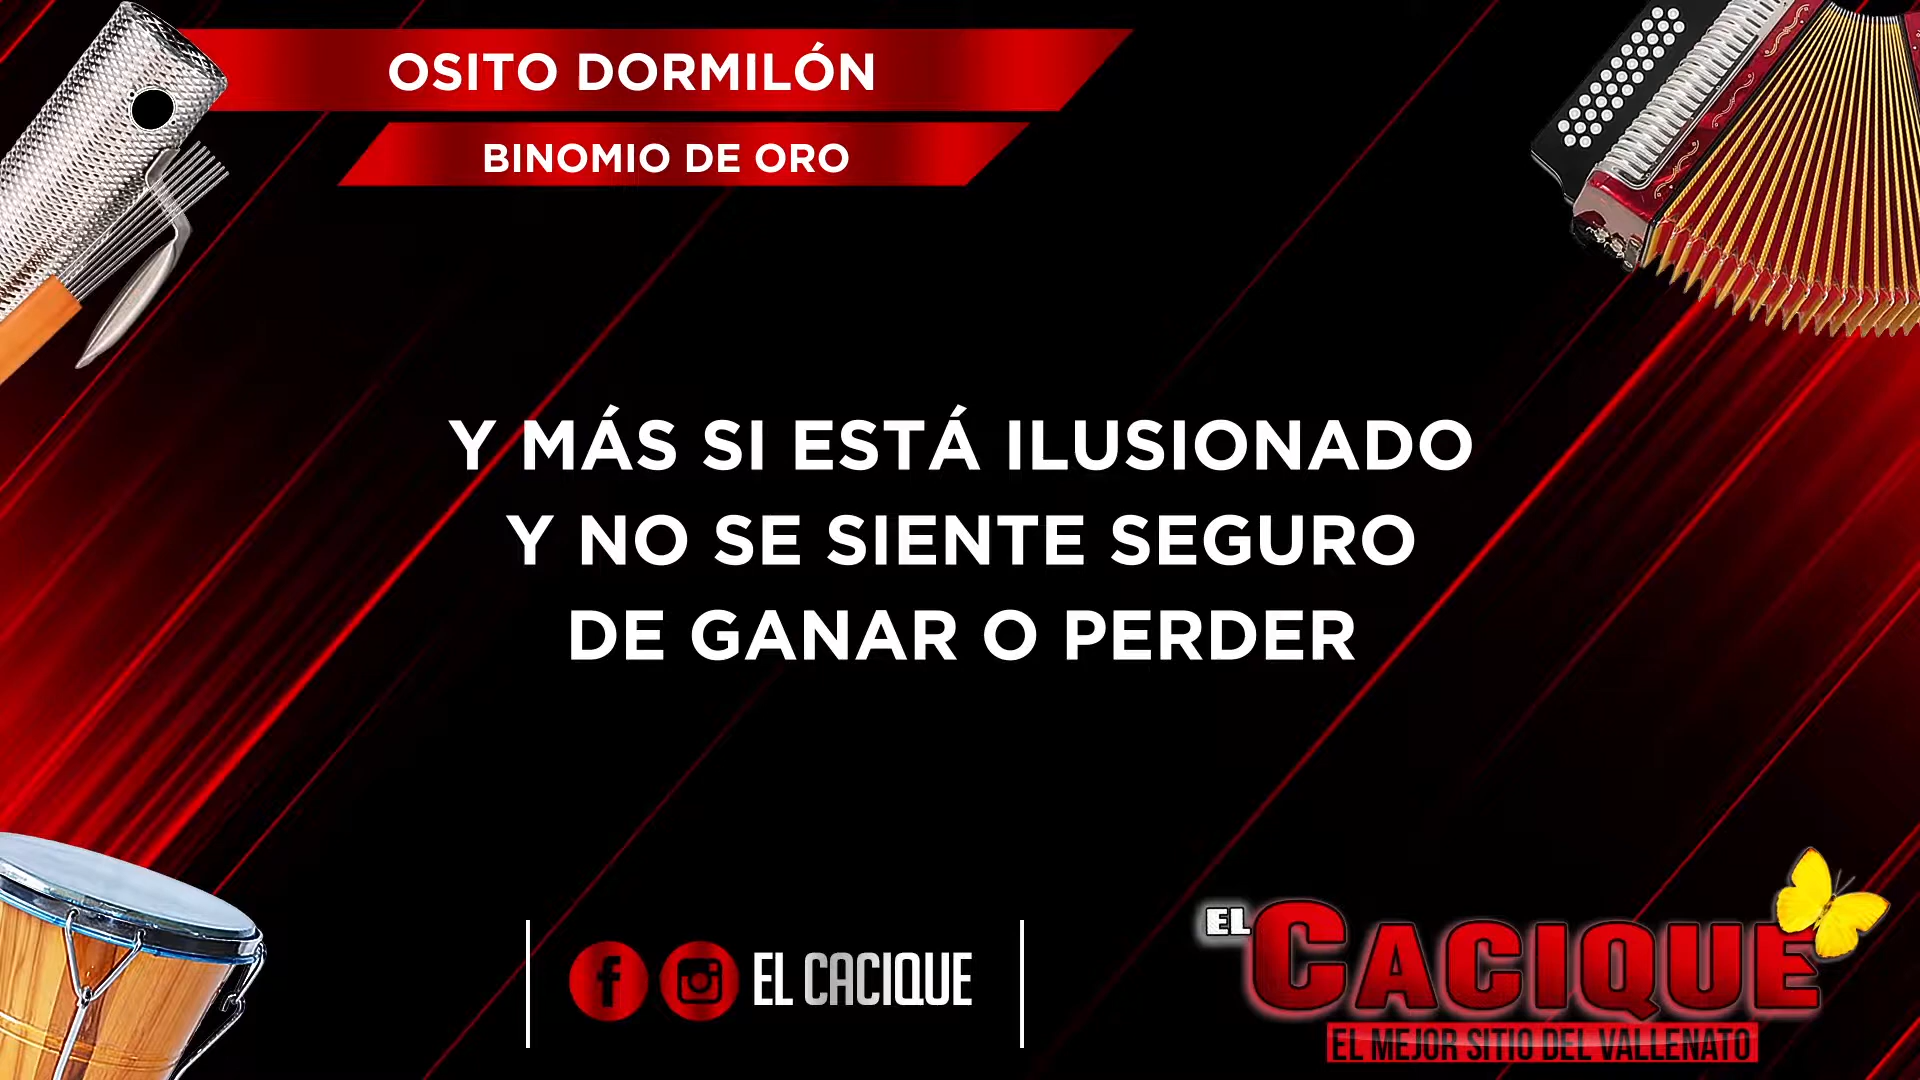 OSITO DORMILÓN
BINOMIO DE ORO
Y MÁS SI ESTÁ ILUSIONADO
Y NO SE SIENTE SEGURO
DE GANAR O PERDER
EL CACIQUE
EL CACIQUE
EL MEJOR SITIO DEL VALLENATO